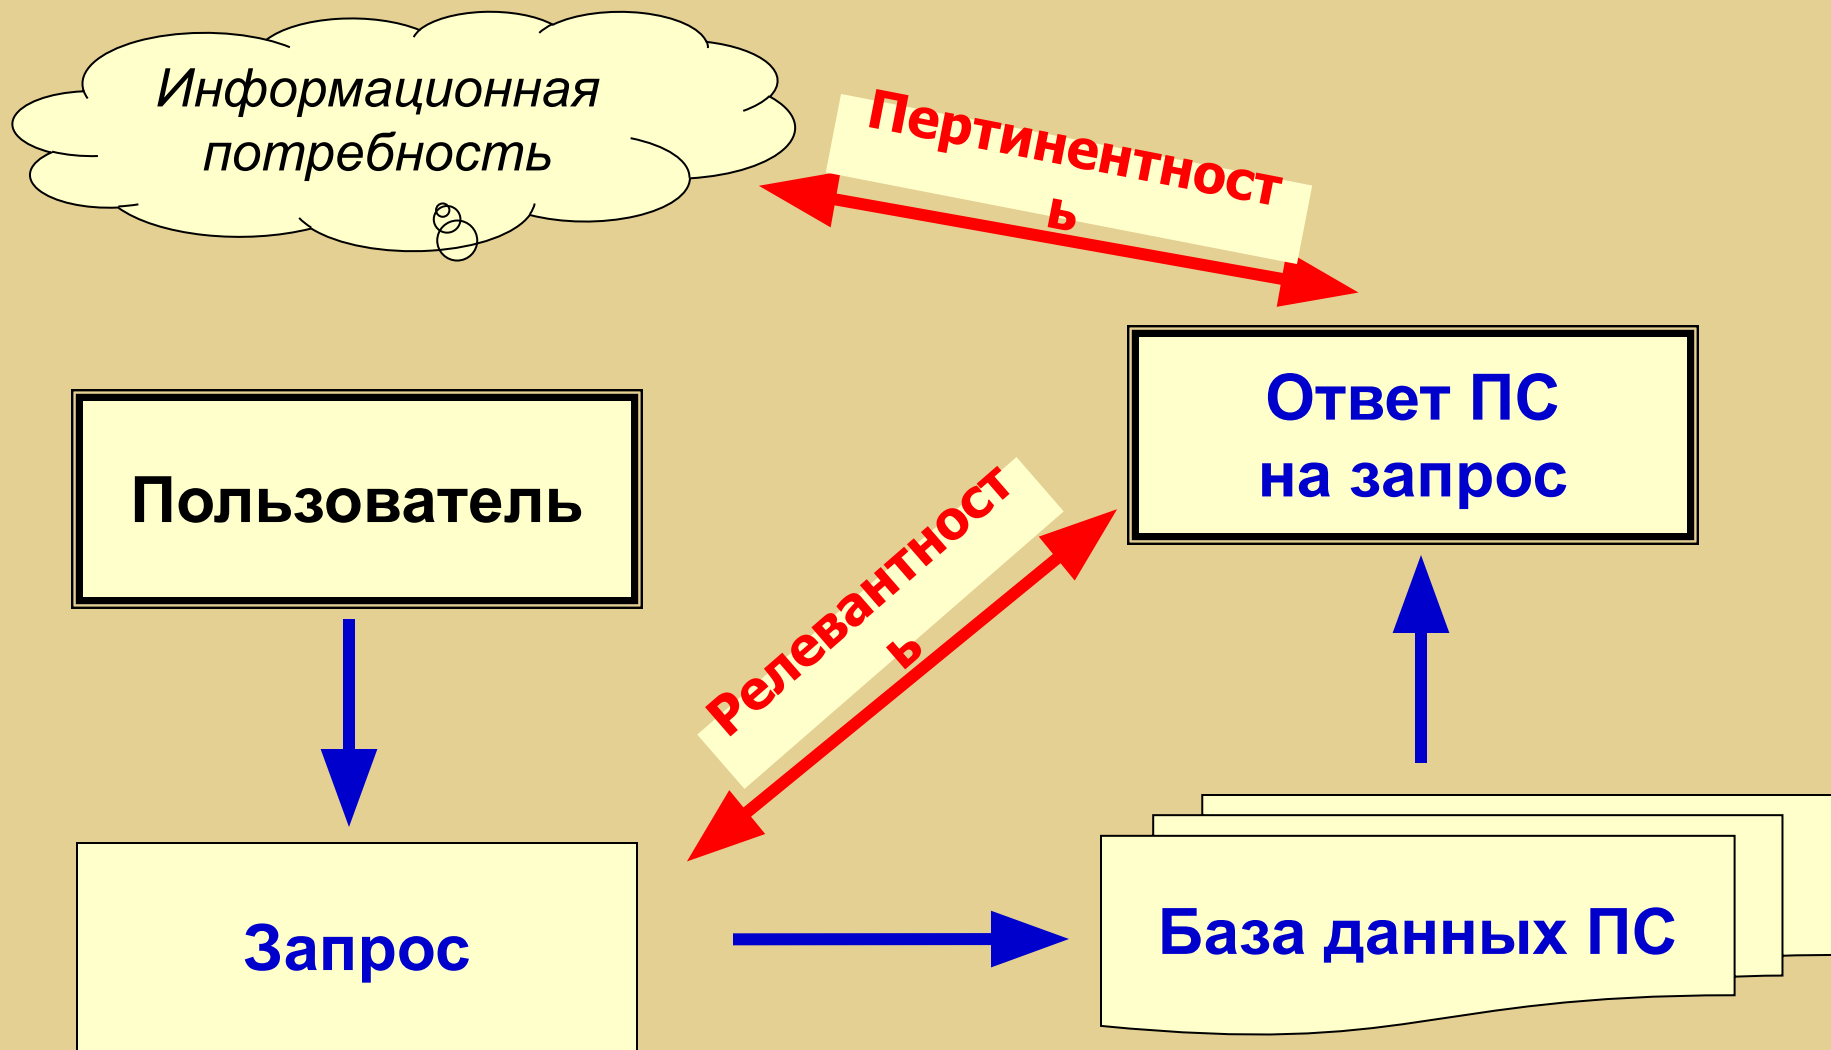 Информационная
потребность
Пертинентност
ь
Ответ ПС
на запрос
Пользователь
Релевантност
ь
Запрос
База данных ПС